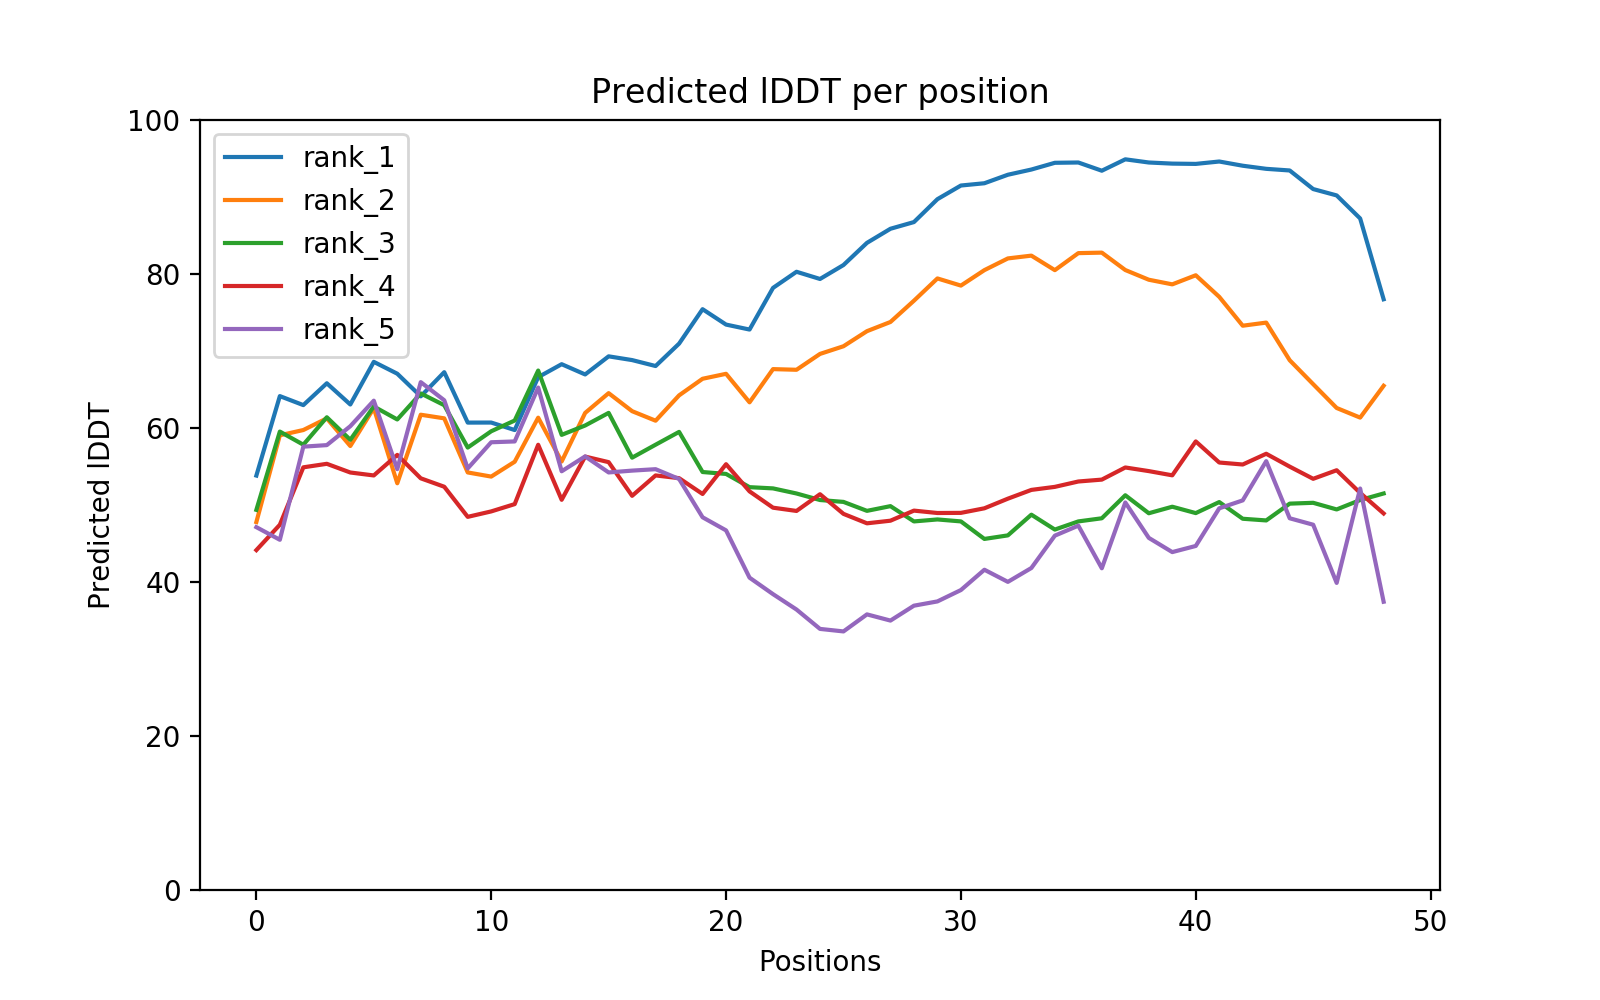 Predicted lDDT per position
100
80
60
40
20
0
Predicted lDDT
rank_1
rank_2
rank_3
rank_4
rank_5
0 10 20 30 40 50
Positions